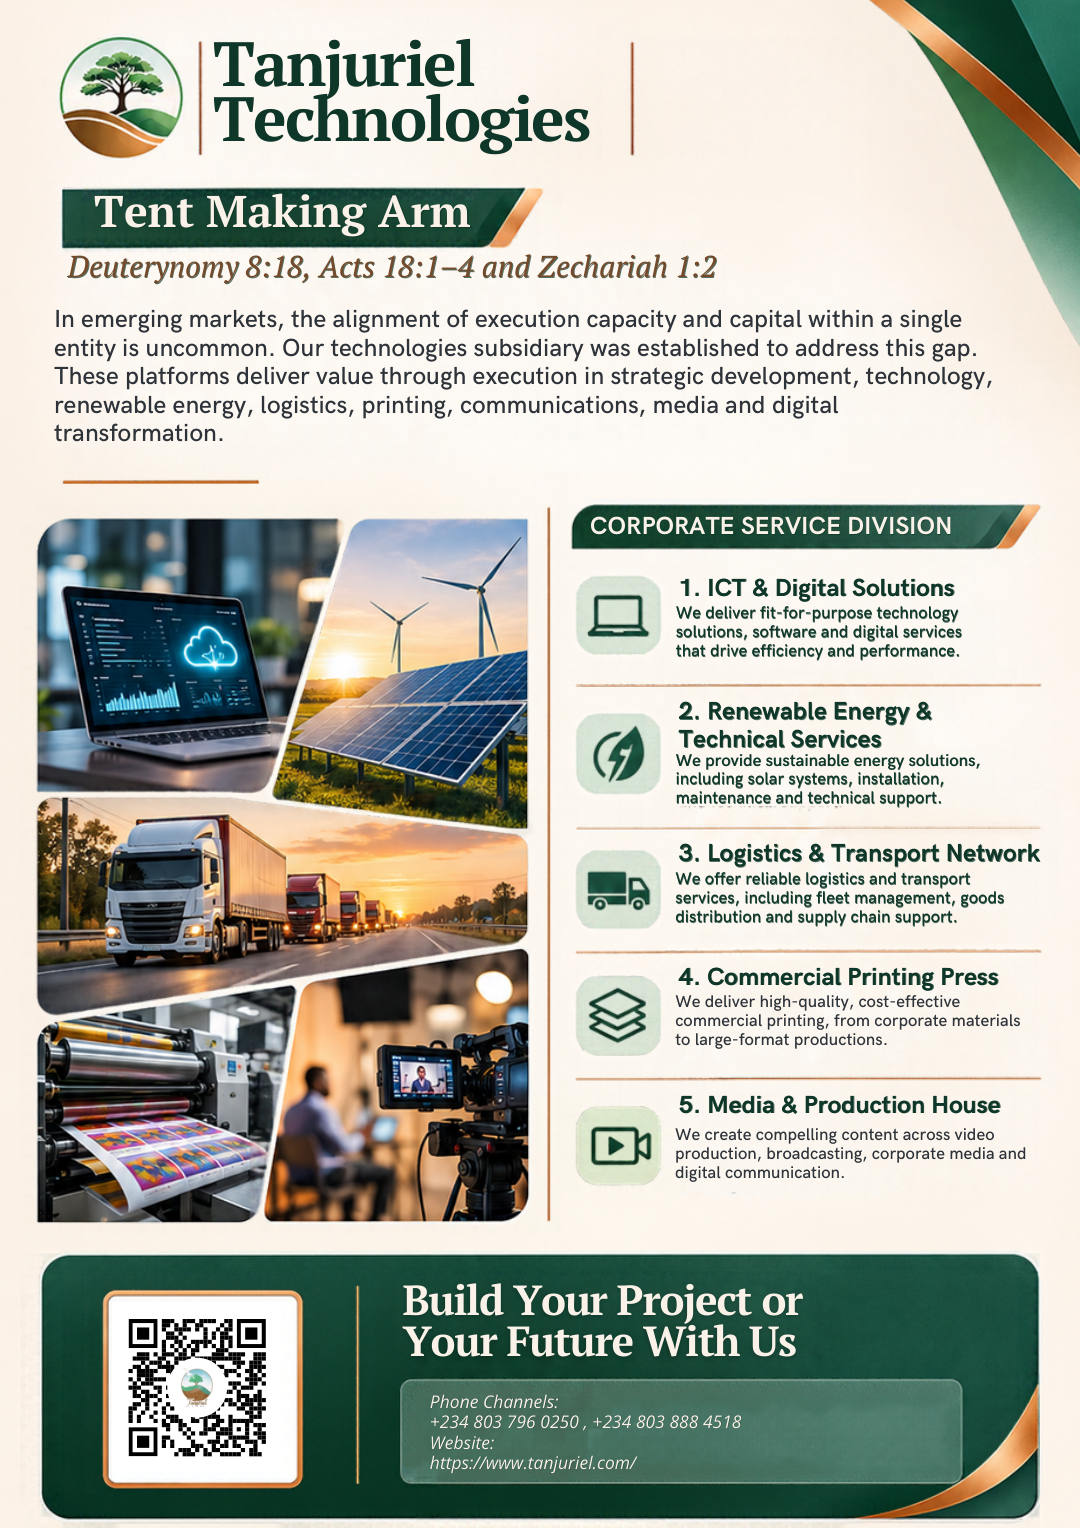 Tanjuriel
Technologies
Tent Making Arm
Deuterynomy 8:18, Acts 18:1–4 and Zechariah 1:2
In emerging markets, the alignment of execution capacity and capital within a single
entity is uncommon. Our technologies subsidiary was established to address this gap.
These platforms deliver value through execution in strategic development, technology,
renewable energy, logistics, printing, communications, media and digital
transformation.
CORPORATE SERVICE DIVISION
1. ICT & Digital Solutions
We deliver fit-for-purpose technology
solutions, software and digital services
that drive efficiency and performance.
2. Renewable Energy &
Technical Services
We provide sustainable energy solutions,
including solar systems, installation,
maintenance and technical support.
3. Logistics & Transport Network
We offer reliable logistics and transport
services, including fleet management, goods
distribution and supply chain support.
4. Commercial Printing Press
We deliver high-quality, cost-effective
commercial printing, from corporate materials
to large-format productions.
5. Media & Production House
We create compelling content across video
production, broadcasting, corporate media and
digital communication.
Build Your Project or
Your Future With Us
Phone Channels:
+234 803 796 0250 , +234 803 888 4518
Website:
https://www.tanjuriel.com/